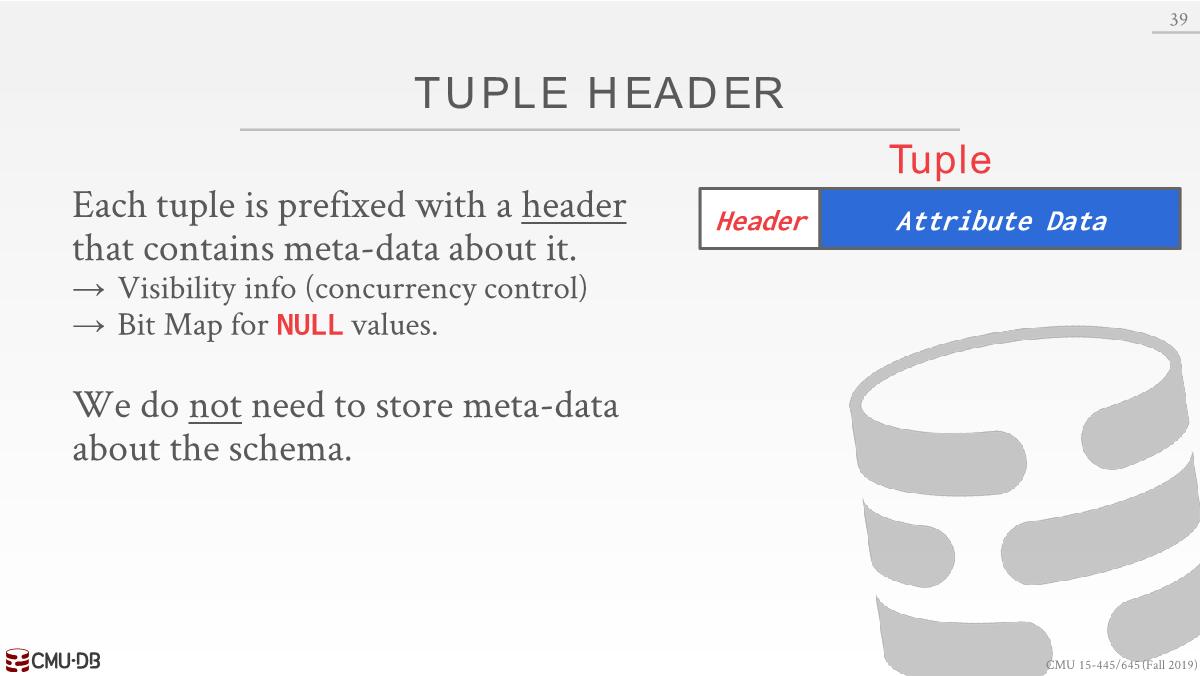 39
TUPLE HEADER
Each tuple is prefixed with a header
that contains meta-data about it.
→ Visibility info (concurrency control)
→ Bit Map for NULL values.
We do not need to store meta-data
about the schema.
Tuple
Header Attribute Data
CMU·DB
CMU 15-445/645 (Fall 2019)